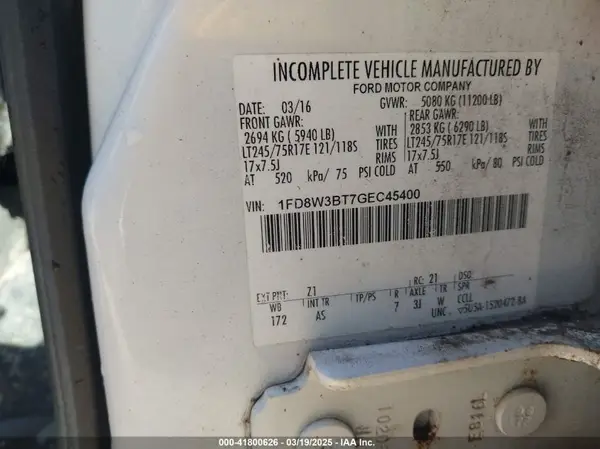 INCOMPLETE VEHICLE MANUFACTURED BY
FORD MOTOR COMPANY
DATE: 03/16 GVWR: 5080 KG (11200 LB)
FRONT GAWR: REAR GAWR:
2694 KG ( 5940 LB) WITH 2853 KG ( 6290 LB) WITH
LT245/75R17E 121/118S TIRES LT245/75R17E 121/118S TIRES
17x7.5J RIMS 17x7.5J RIMS
AT 520 kPa/ 75 PSI COLD AT 550 kPa/ 80 PSI COLD
VIN: 1FD8W3BT7GEC45400
EXT PNT: Z1 RC: 21 DSO:
WB INT TR TP/PS R AXLE TR SPR
172 AS 7 3J W CCLL
UNC
E8161
000-41800626 - 03/19/2025 - IAA Inc.